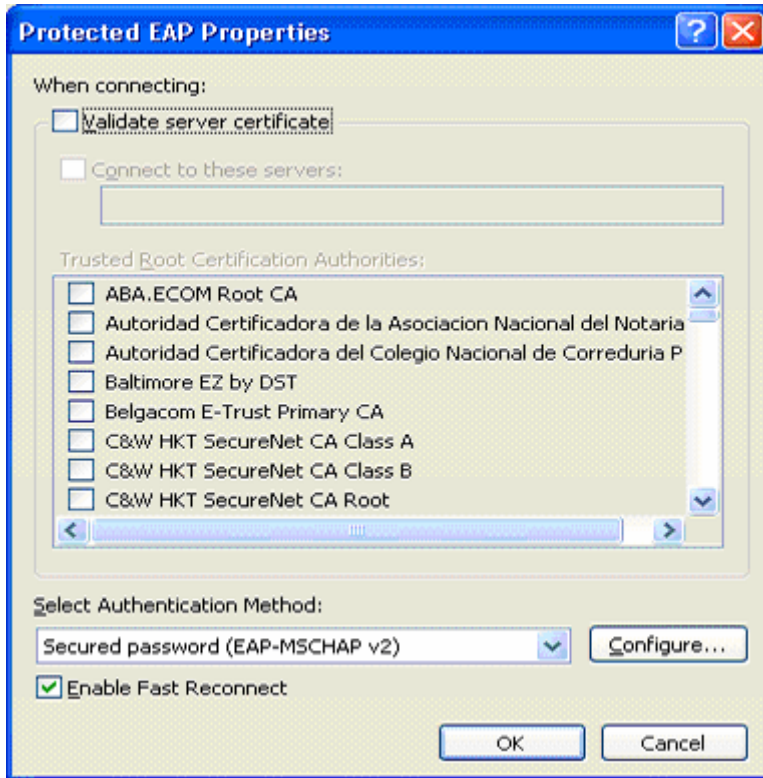 Protected EAP Properties
When connecting:
Validate server certificate
Connect to these servers:
Trusted Root Certification Authorities:
ABA.ECOM Root CA
Autoridad Certificadora de la Asociacion Nacional del Notaria
Autoridad Certificadora del Colegio Nacional de Correduria P
Baltimore EZ by DST
Belgacom E-Trust Primary CA
C&W HKT SecureNet CA Class A
C&W HKT SecureNet CA Class B
C&W HKT SecureNet CA Root
Select Authentication Method:
Secured password (EAP-MSCHAP v2) Configure...
Enable Fast Reconnect
OK Cancel